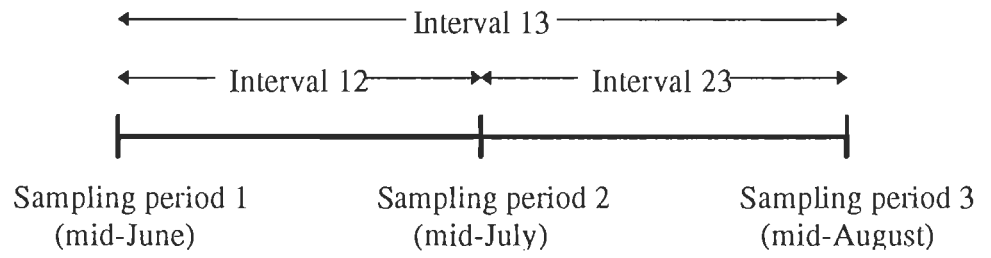 Interval 13
Interval 12 Interval 23
Sampling period 1 Sampling period 2 Sampling period 3
(mid-June) (mid-July) (mid-August)